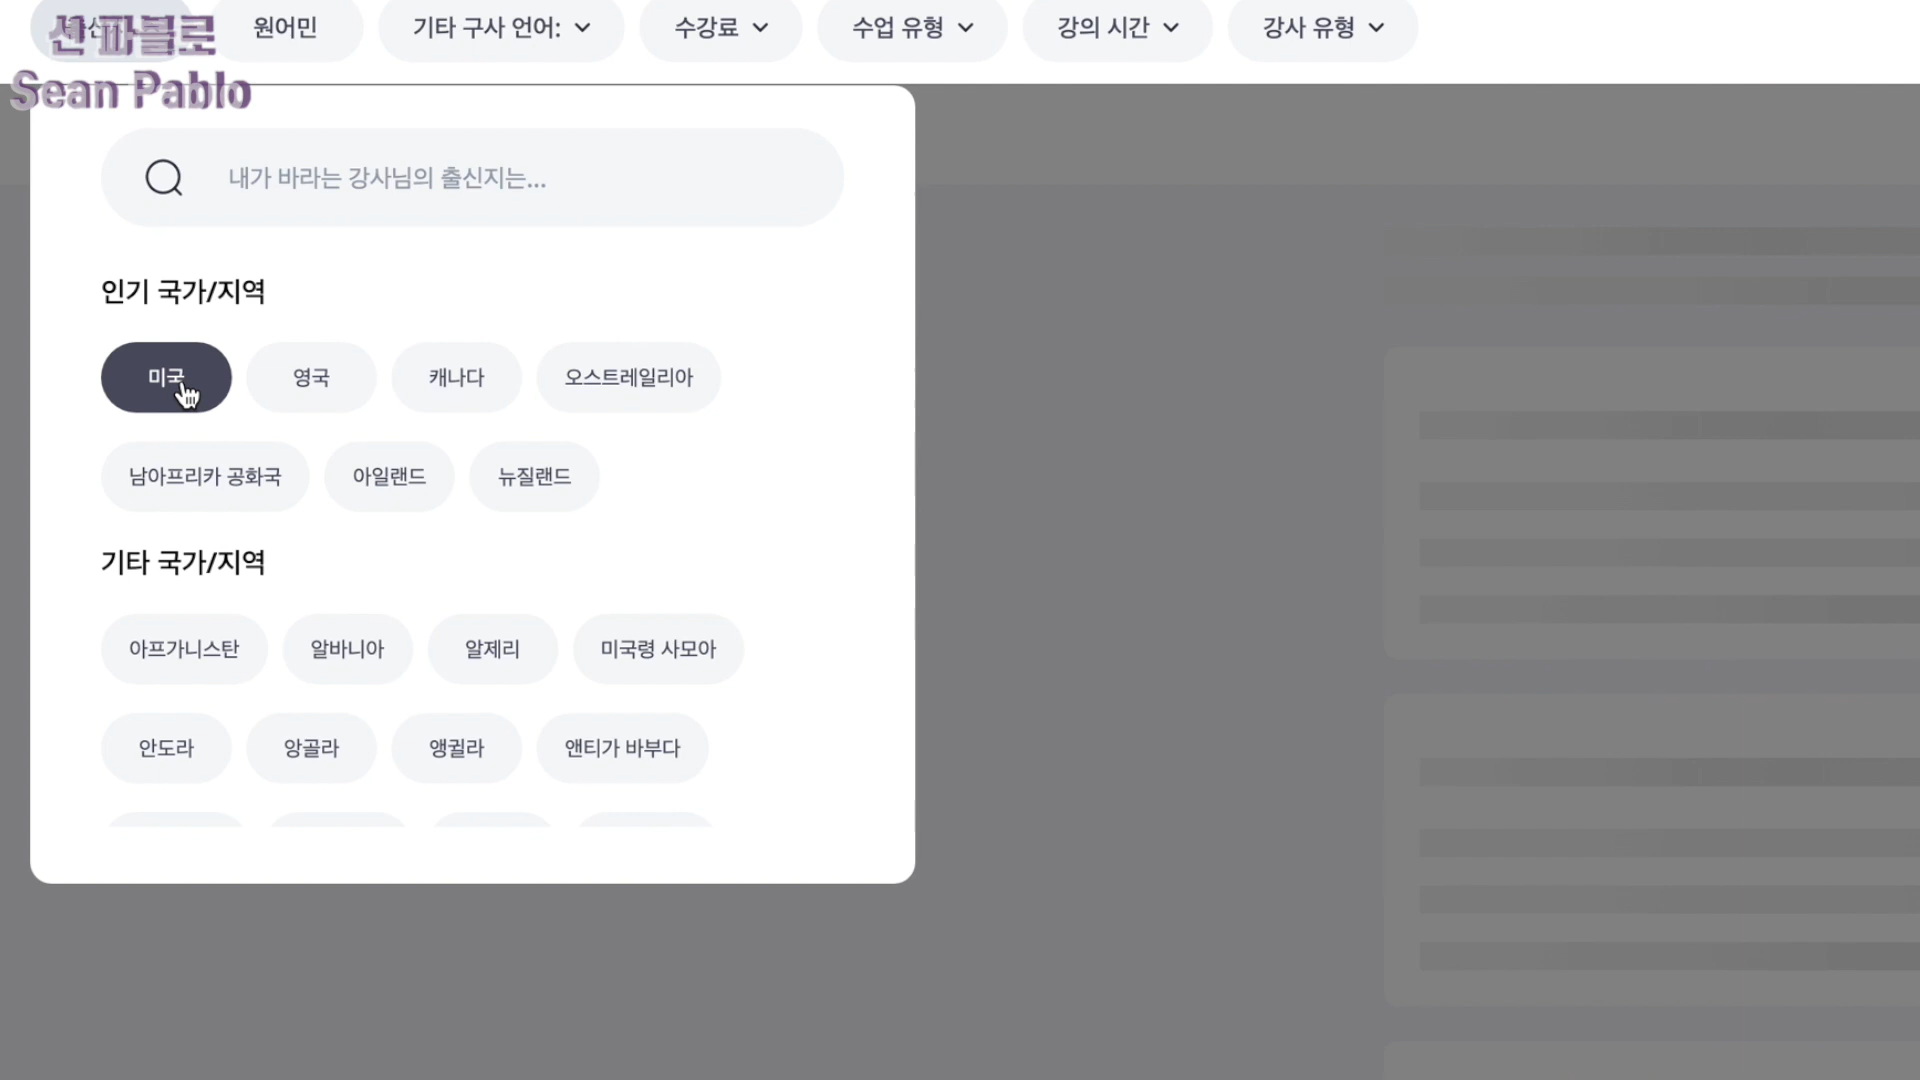 션 파블로
Sean Pablo
원어민
기타 구사 언어:
수강료
수업 유형
강의 시간
강사 유형
내가 바라는 강사님의 출신지는...
인기 국가/지역
미국
영국
캐나다
오스트레일리아
남아프리카 공화국
아일랜드
뉴질랜드
기타 국가/지역
아프가니스탄
알바니아
알제리
미국령 사모아
안도라
앙골라
앵귈라
앤티가 바부다